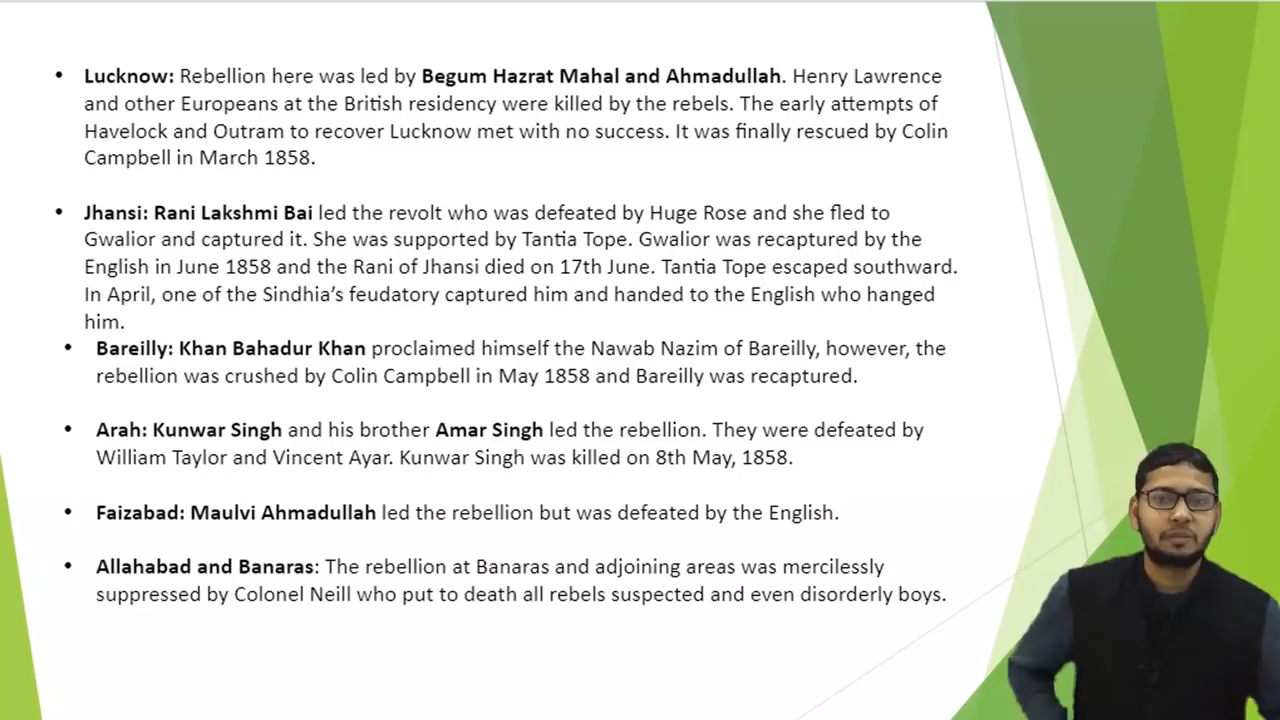 • Lucknow: Rebellion here was led by Begum Hazrat Mahal and Ahmadullah. Henry Lawrence
and other Europeans at the British residency were killed by the rebels. The early attempts of
Havelock and Outram to recover Lucknow met with no success. It was finally rescued by Colin
Campbell in March 1858.
• Jhansi: Rani Lakshmi Bai led the revolt who was defeated by Huge Rose and she fled to
Gwalior and captured it. She was supported by Tantia Tope. Gwalior was recaptured by the
English in June 1858 and the Rani of Jhansi died on 17th June. Tantia Tope escaped southward.
In April, one of the Sindhia’s feudatory captured him and handed to the English who hanged
him.
• Bareilly: Khan Bahadur Khan proclaimed himself the Nawab Nazim of Bareilly, however, the
rebellion was crushed by Colin Campbell in May 1858 and Bareilly was recaptured.
• Arah: Kunwar Singh and his brother Amar Singh led the rebellion. They were defeated by
William Taylor and Vincent Ayar. Kunwar Singh was killed on 8th May, 1858.
• Faizabad: Maulvi Ahmadullah led the rebellion but was defeated by the English.
• Allahabad and Banaras: The rebellion at Banaras and adjoining areas was mercilessly
suppressed by Colonel Neill who put to death all rebels suspected and even disorderly boys.